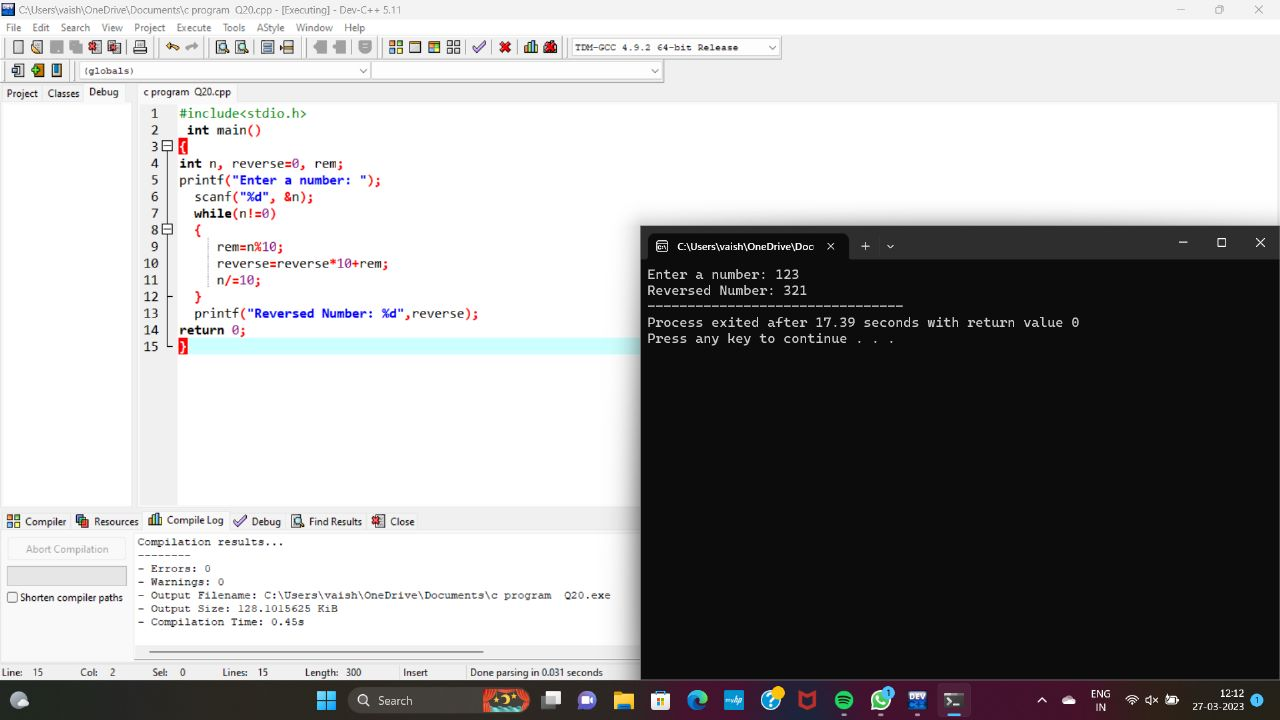 C:\Users\vaish\OneDrive\Documents\c program  Q20.cpp - [Executing] - Dev-C++ 5.11
File Edit Search View Project Execute Tools AStyle Window Help
TDM-GCC 4.9.2 64-bit Release
(globals)
Project Classes Debug
c program  Q20.cpp
1 #include<stdio.h>
2  int main()
3 {
4 int n, reverse=0, rem;
5 printf("Enter a number: ");
6   scanf("%d", &n);
7   while(n!=0)
8   {
9      rem=n%10;
10      reverse=reverse*10+rem;
11      n/=10;
12   }
13   printf("Reversed Number: %d",reverse);
14 return 0;
15 }
C:\Users\vaish\OneDrive\Doc
Enter a number: 123
Reversed Number: 321
--------------------------------
Process exited after 17.39 seconds with return value 0
Press any key to continue . . .
Compiler Resources Compile Log Debug Find Results Close
Abort Compilation
Shorten compiler paths
Compilation results...
--------
- Errors: 0
- Warnings: 0
- Output Filename: C:\Users\vaish\OneDrive\Documents\c program  Q20.exe
- Output Size: 128.1015625 KiB
- Compilation Time: 0.45s
Line: 15 Col: 2 Sel: 0 Lines: 15 Length: 300 Insert Done parsing in 0.031 seconds
Search
myhp
DEV
1
ENG
IN
12:12
27-03-2023
1